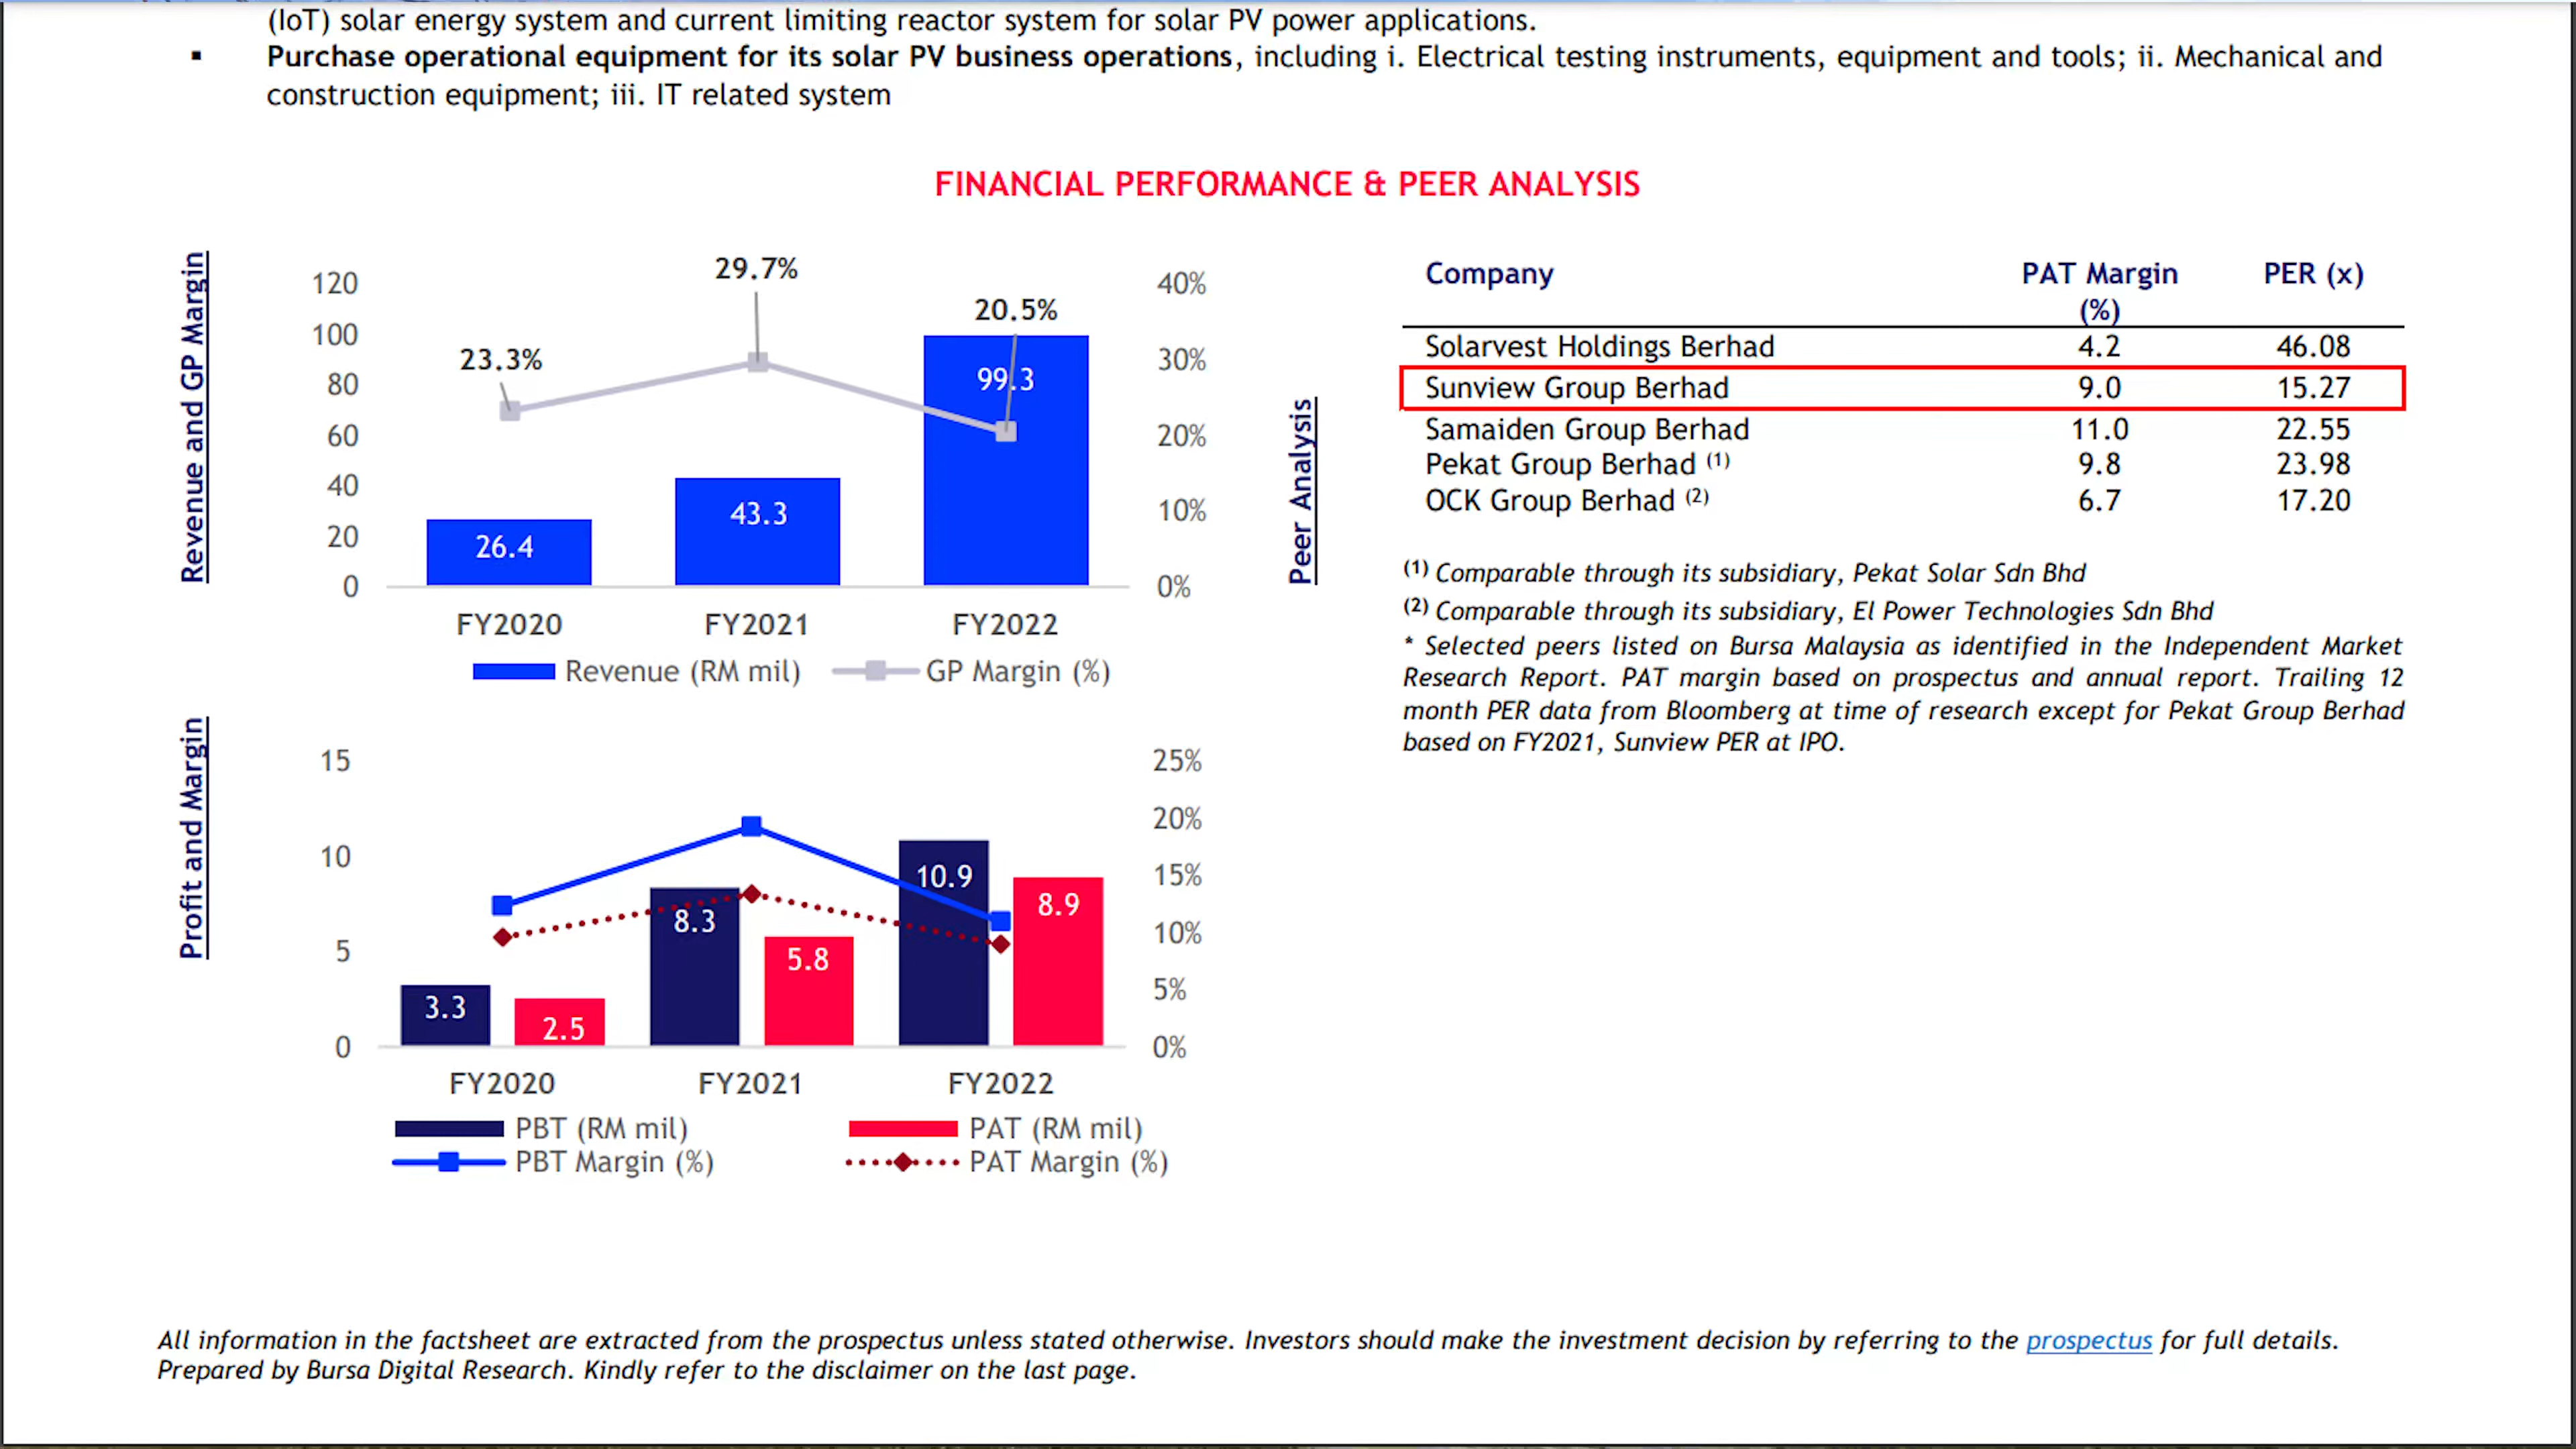 (IoT) solar energy system and current limiting reactor system for solar PV power applications.
▪ Purchase operational equipment for its solar PV business operations, including i. Electrical testing instruments, equipment and tools; ii. Mechanical and
construction equipment; iii. IT related system
FINANCIAL PERFORMANCE & PEER ANALYSIS
Revenue and GP Margin
120
100
80
60
40
20
0
40%
30%
20%
10%
0%
23.3%
29.7%
20.5%
26.4
43.3
99.3
FY2020 FY2021 FY2022
Revenue (RM mil) GP Margin (%)
Profit and Margin
15
10
5
0
25%
20%
15%
10%
5%
0%
3.3
2.5
8.3
5.8
10.9
8.9
FY2020 FY2021 FY2022
PBT (RM mil) PAT (RM mil)
PBT Margin (%) PAT Margin (%)
Peer Analysis
Company PAT Margin PER (x)
(%)
Solarvest Holdings Berhad 4.2 46.08
Sunview Group Berhad 9.0 15.27
Samaiden Group Berhad 11.0 22.55
Pekat Group Berhad (1) 9.8 23.98
OCK Group Berhad (2) 6.7 17.20
(1) Comparable through its subsidiary, Pekat Solar Sdn Bhd
(2) Comparable through its subsidiary, El Power Technologies Sdn Bhd
* Selected peers listed on Bursa Malaysia as identified in the Independent Market
Research Report. PAT margin based on prospectus and annual report. Trailing 12
month PER data from Bloomberg at time of research except for Pekat Group Berhad
based on FY2021, Sunview PER at IPO.
All information in the factsheet are extracted from the prospectus unless stated otherwise. Investors should make the investment decision by referring to the prospectus for full details.
Prepared by Bursa Digital Research. Kindly refer to the disclaimer on the last page.